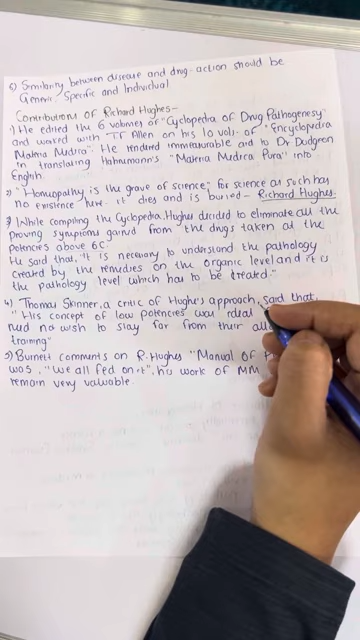 5) Similarity between disease and drug-action should be
Generic, Specific and Individual
Contributions of Richard Hughes-
1) He edited the 6 volumes of "Cyclopedia of Drug Pathogenesy"
and worked with TF Allen on his 10 vols. of "Encyclopedia
Materia Medica". He rendered immeasurable aid to Dr Dudgeon
in translating Hahnemann's "Materia Medica Pura" into
English.
2) "Homeopathy is the grave of science" for science as such has
no existence here. it dies and is buried- Richard Hughes.
3) While compiling the Cyclopedia, Hughes decided to eliminate all the
proving symptoms gained from the drugs taken at the
potencies above 6C
He said that, "It is necessary to understand the pathology
created by the remedies on the organic level and it is
the pathology level which has to be treated."
4) Thomas Skinner, a critic of Hughe's approach, said that,
"His concept of low potencies was ideal
need no wish to stay far from their
training"
5) Burnett comments on R. Hughes "Manual of
was, "we all fed on it", his work of MM
remain very valuable.